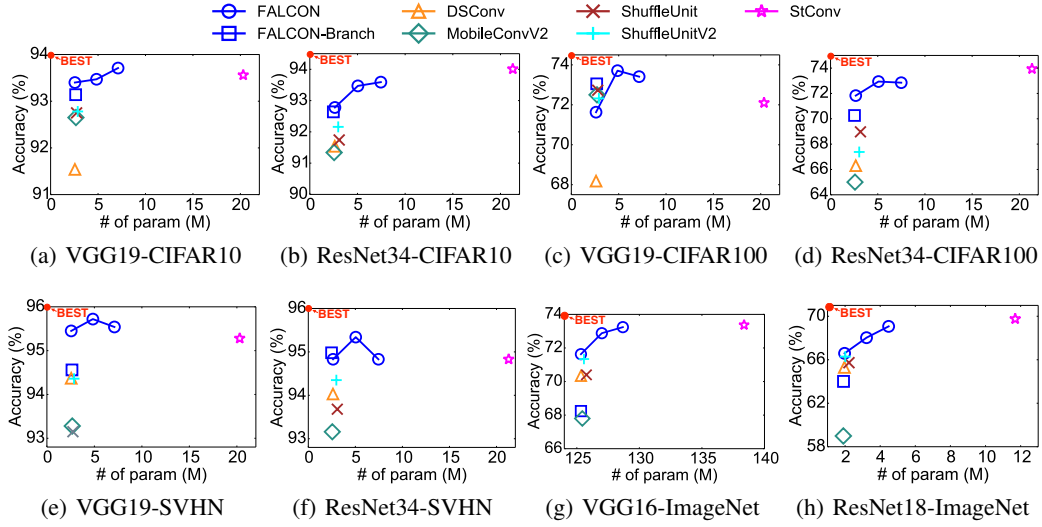 FALCON DSConv ShuffleUnit StConv
FALCON-Branch MobileConvV2 ShuffleUnitV2
94 93 92 91
Accuracy (%)
BEST
0 5 10 15 20
# of param (M)
(a) VGG19-CIFAR10
94 93 92 91 90
Accuracy (%)
BEST
0 5 10 15 20
# of param (M)
(b) ResNet34-CIFAR10
74 72 70 68
Accuracy (%)
BEST
0 5 10 15 20
# of param (M)
(c) VGG19-CIFAR100
74 72 70 68 66 64
Accuracy (%)
BEST
0 5 10 15 20
# of param (M)
(d) ResNet34-CIFAR100
96 95 94 93
Accuracy (%)
BEST
0 5 10 15 20
# of param (M)
(e) VGG19-SVHN
96 95 94 93
Accuracy (%)
BEST
0 5 10 15 20
# of param (M)
(f) ResNet34-SVHN
74 72 70 68 66
Accuracy (%)
BEST
125 130 135 140
# of param (M)
(g) VGG16-ImageNet
70 66 62 58
Accuracy (%)
BEST
2 4 6 8 10 12
# of param (M)
(h) ResNet18-ImageNet